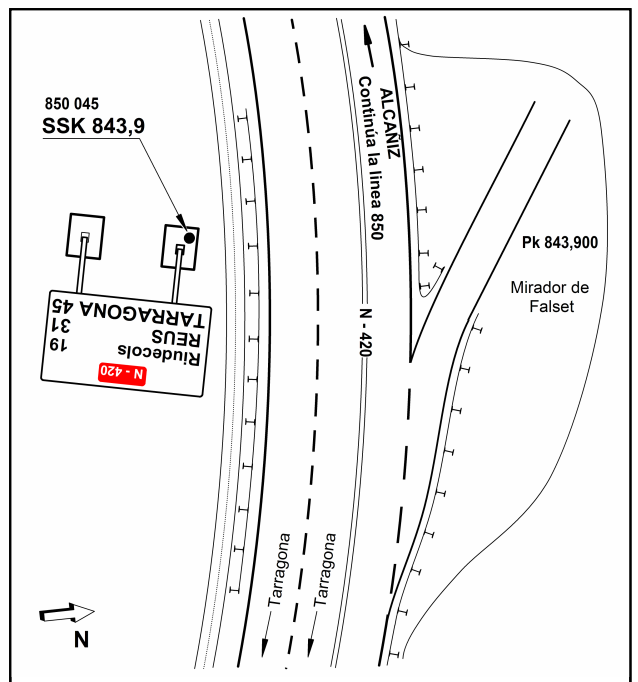 850 045
SSK 843,9
N - 420
Riudecols 19
REUS 31
TARRAGONA 45
ALCAÑIZ
Continúa la linea 850
N - 420
Pk 843,900
Mirador de
Falset
Tarragona
Tarragona
N